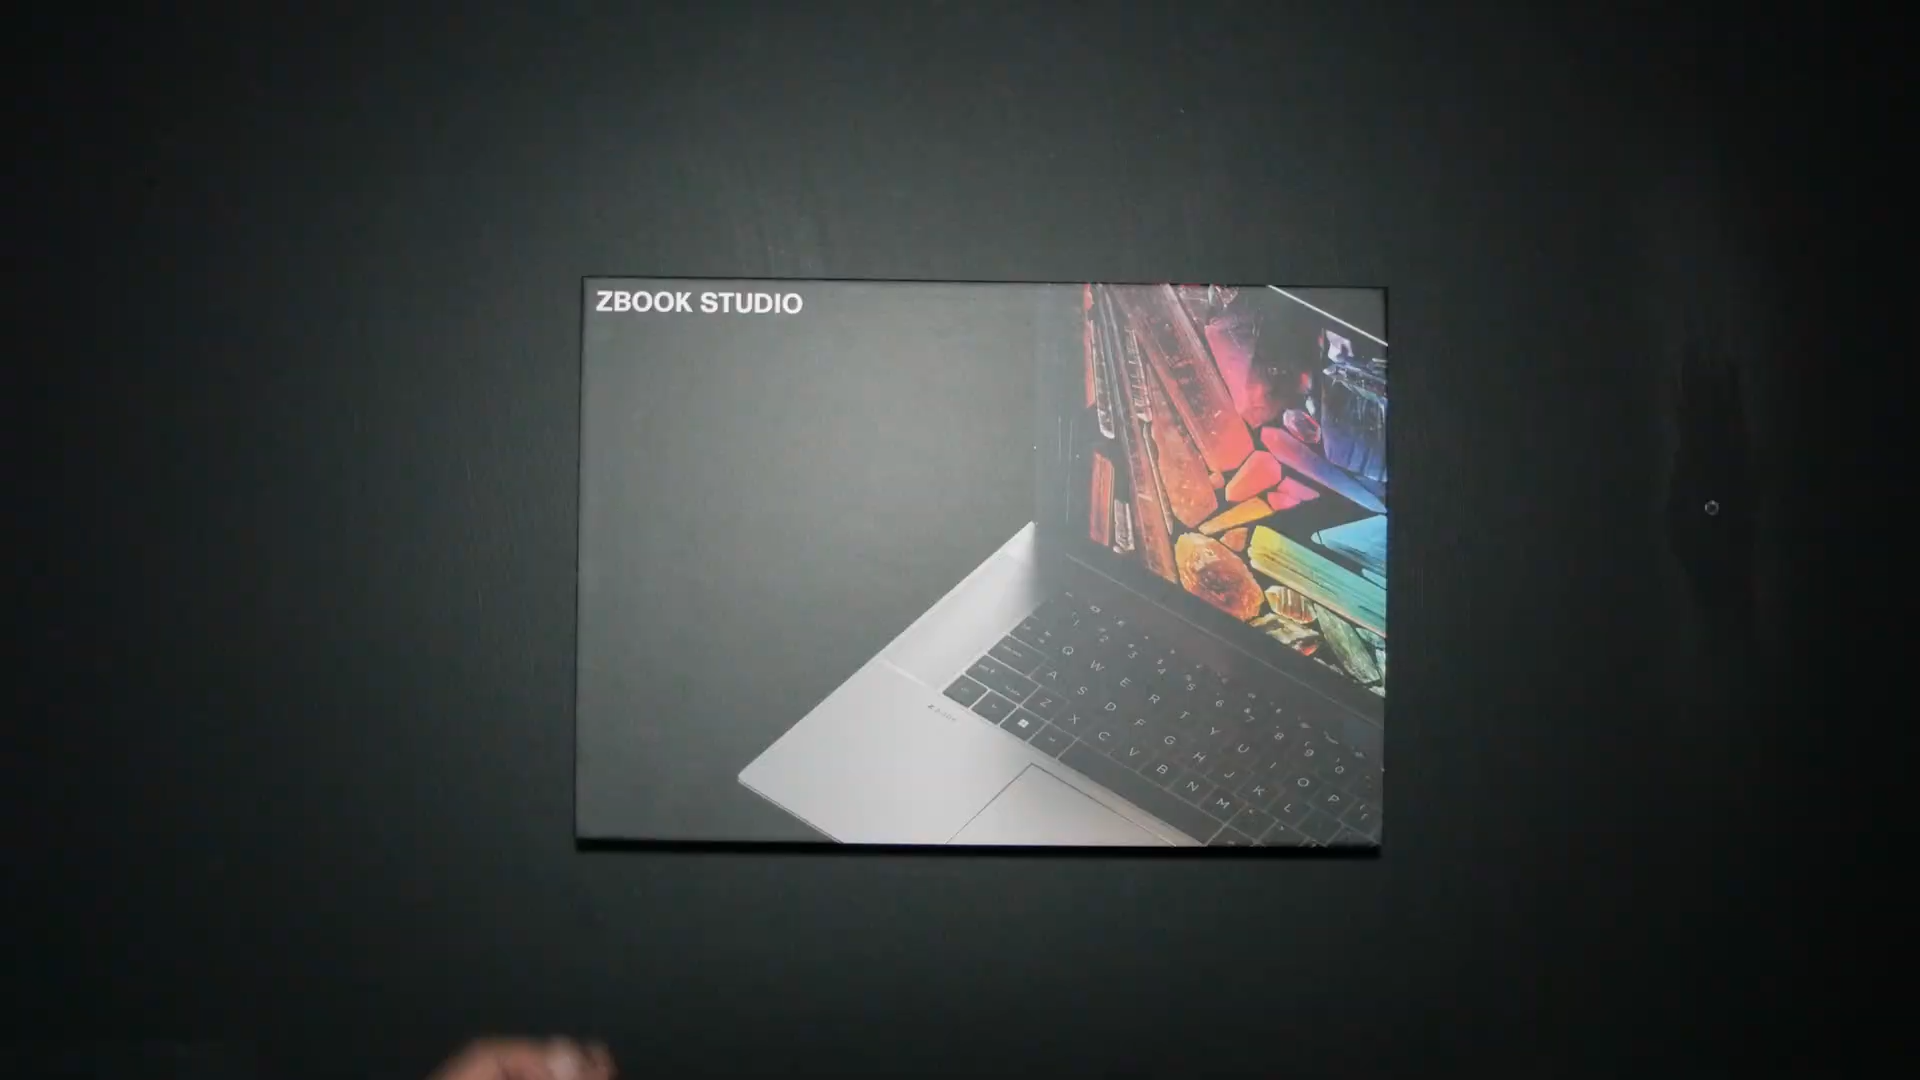 ZBOOK STUDIO
Q W E R T Y U I O P
A S D F G H J K L
Z X C V B N M